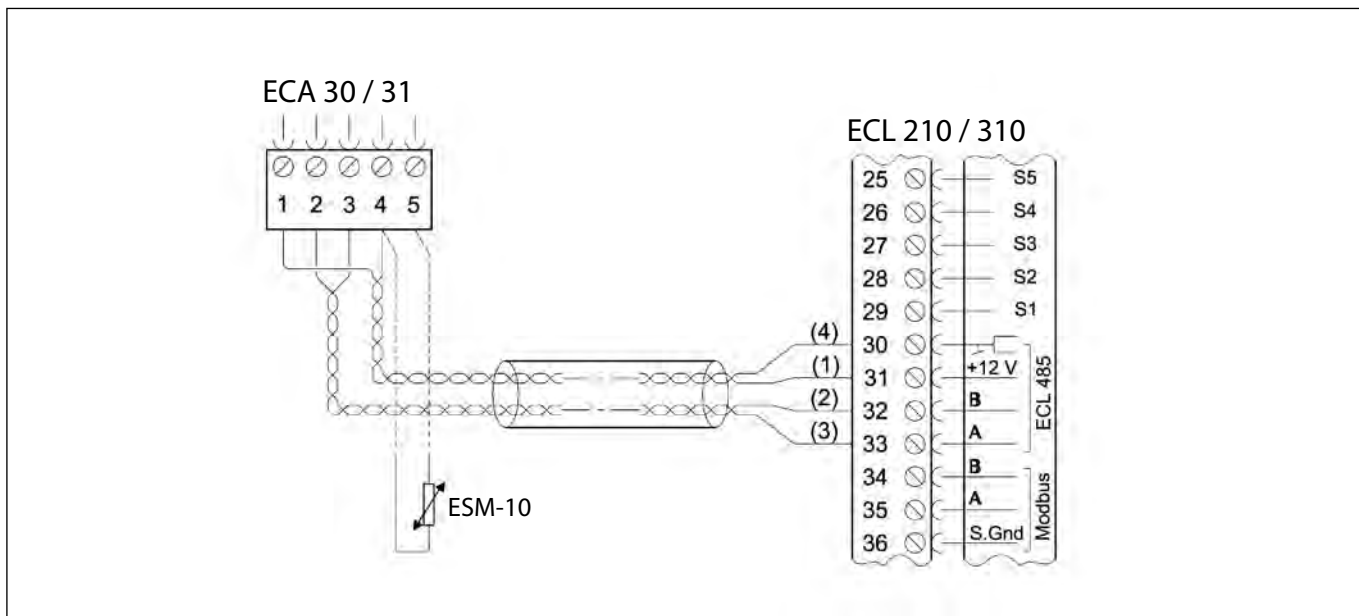 ECA 30 / 31
1 2 3 4 5
ECL 210 / 310
25 S5
26 S4
27 S3
28 S2
29 S1
(4) 30
(1) 31 +12 V
(2) 32 B
(3) 33 A
ECL 485
34 B
35 A
36 S.Gnd
Modbus
ESM-10